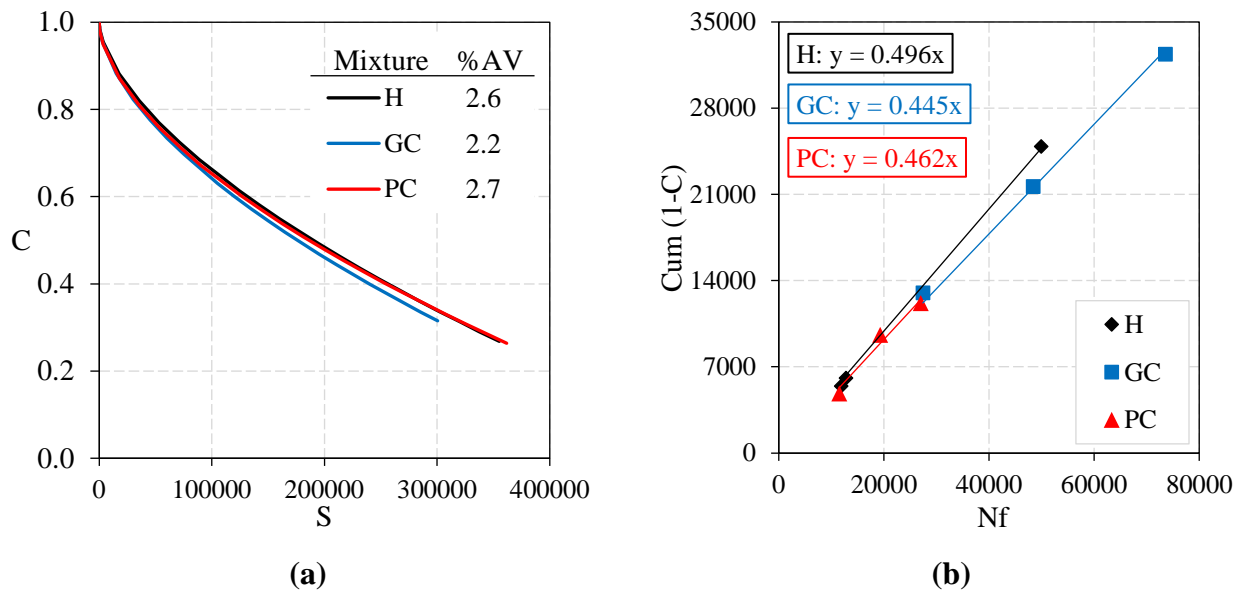 1.0
0.8
0.6
0.4
0.2
0.0
C
Mixture %AV
H 2.6
GC 2.2
PC 2.7
0 100000 200000 300000 400000
S
(a)
35000
28000
21000
14000
7000
0
Cum (1-C)
H: y = 0.496x
GC: y = 0.445x
PC: y = 0.462x
H
GC
PC
20000 40000 60000 80000
Nf
(b)